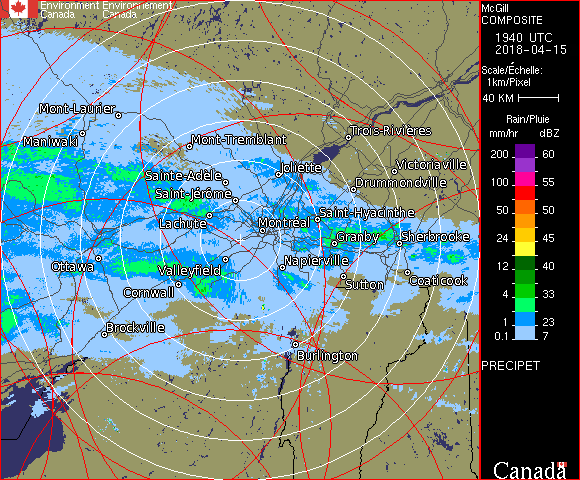 Environment Environnement
Canada Canada
McGill
COMPOSITE
1940 UTC
2018-04-15
Scale/Échelle:
1km/Pixel
40 KM
Rain/Pluie
mm/hr dBZ
200 60
100 55
50 50
24 45
12 40
4 33
1 23
0.1 7
PRECIPET
Canada
Mont-Laurier
Maniwaki
Mont-Tremblant
Trois-Rivières
Sainte-Adèle
Joliette
Victoriaville
Saint-Jérôme
Drummondville
Lachute
Montréal
Saint-Hyacinthe
Granby
Sherbrooke
Ottawa
Valleyfield
Napierville
Cornwall
Sutton
Coaticook
Brockville
Burlington